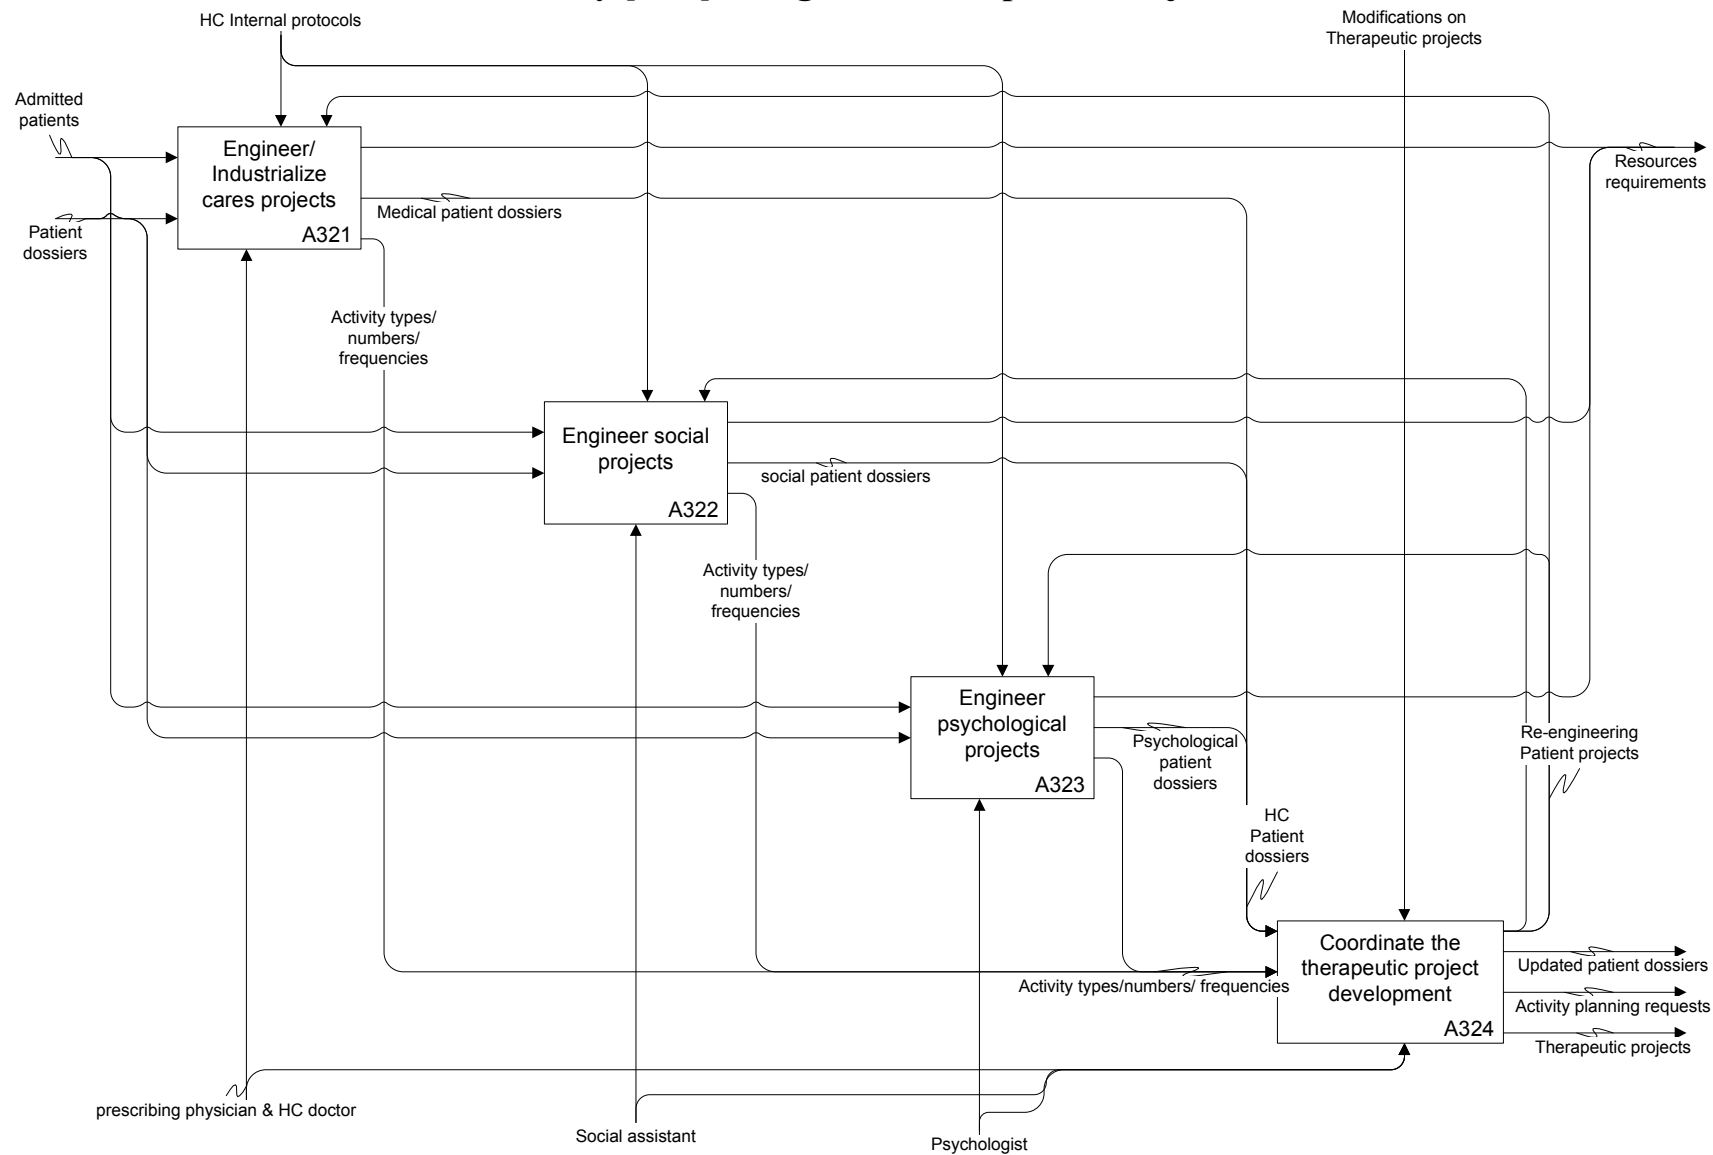 HC Internal protocols
Modifications on
Therapeutic projects
Admitted
patients
Engineer/
Industrialize
cares projects
A321
Resources
requirements
Medical patient dossiers
Patient
dossiers
Activity types/
numbers/
frequencies
Engineer social
projects
A322
social patient dossiers
Activity types/
numbers/
frequencies
Engineer
psychological
projects
A323
Psychological
patient
dossiers
Re-engineering
Patient projects
HC
Patient
dossiers
Coordinate the
therapeutic project
development
A324
Activity types/numbers/ frequencies
Updated patient dossiers
Activity planning requests
Therapeutic projects
prescribing physician & HC doctor
Social assistant
Psychologist